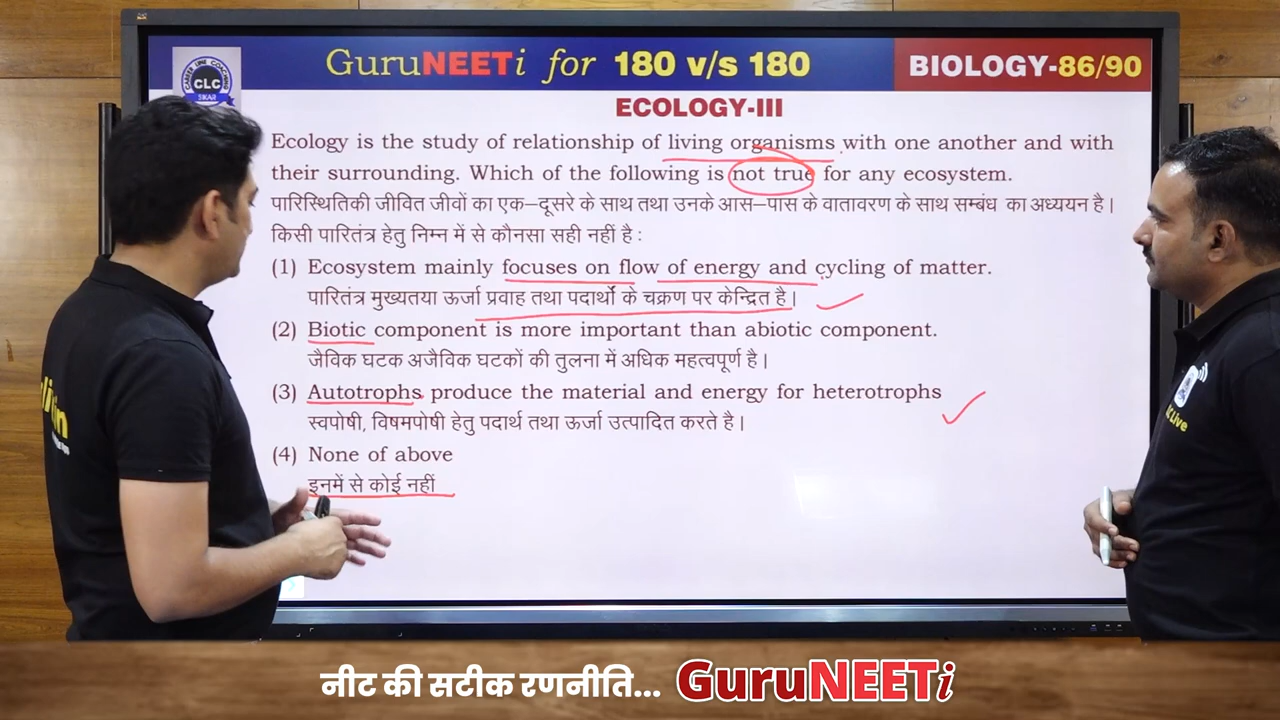 GuruNEETi for 180 v/s 180
BIOLOGY-86/90
CLC
SIKAR
ECOLOGY-III
Ecology is the study of relationship of living organisms with one another and with
their surrounding. Which of the following is not true for any ecosystem.
पारिस्थितिकी जीवित जीवों का एक–दूसरे के साथ तथा उनके आस–पास के वातावरण के साथ सम्बंध का अध्ययन है।
किसी पारितंत्र हेतु निम्न में से कौनसा सही नहीं है :
(1) Ecosystem mainly focuses on flow of energy and cycling of matter.
पारितंत्र मुख्यतया ऊर्जा प्रवाह तथा पदार्थों के चक्रण पर केन्द्रित है।
(2) Biotic component is more important than abiotic component.
जैविक घटक अजैविक घटकों की तुलना में अधिक महत्वपूर्ण है।
(3) Autotrophs produce the material and energy for heterotrophs
स्वपोषी, विषमपोषी हेतु पदार्थ तथा ऊर्जा उत्पादित करते है।
(4) None of above
इनमें से कोई नहीं
Live
नीट की सटीक रणनीति... GuruNEETi